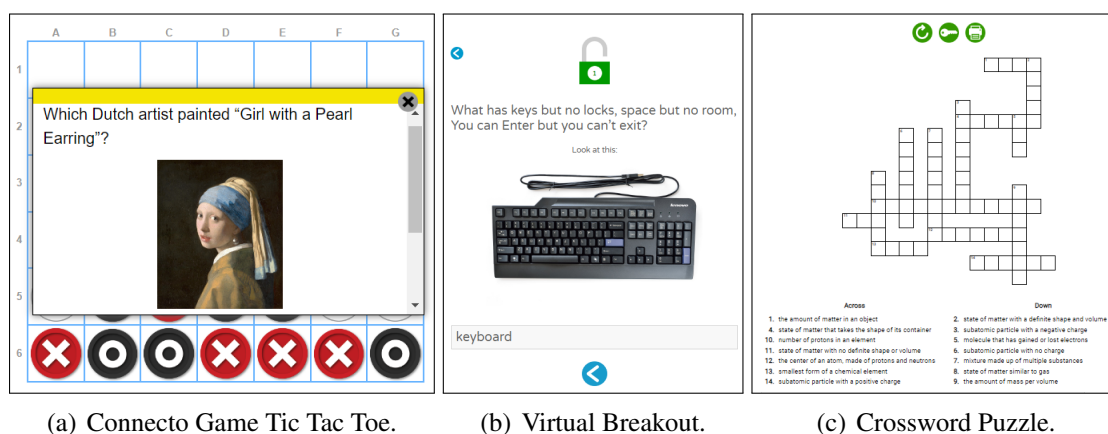 A B C D E F G
1
2
3
4
5
6
Which Dutch artist painted “Girl with a Pearl
Earring”?
1
What has keys but no locks, space but no room,
You can Enter but you can't exit?
Look at this:
keyboard
Across
1. the amount of matter in an object
4. state of matter that takes the shape of its container
10. number of protons in an element
11. state of matter with no definite shape or volume
12. the center of an atom, made of protons and neutrons
13. smallest form of a chemical element
14. subatomic particle with a positive charge
Down
2. state of matter with a definite shape and volume
3. subatomic particle with a negative charge
5. molecule that has gained or lost electrons
6. subatomic particle with no charge
7. mixture made up of multiple substances
8. state of matter similar to gas
9. the amount of mass per volume
(a) Connecto Game Tic Tac Toe.
(b) Virtual Breakout.
(c) Crossword Puzzle.